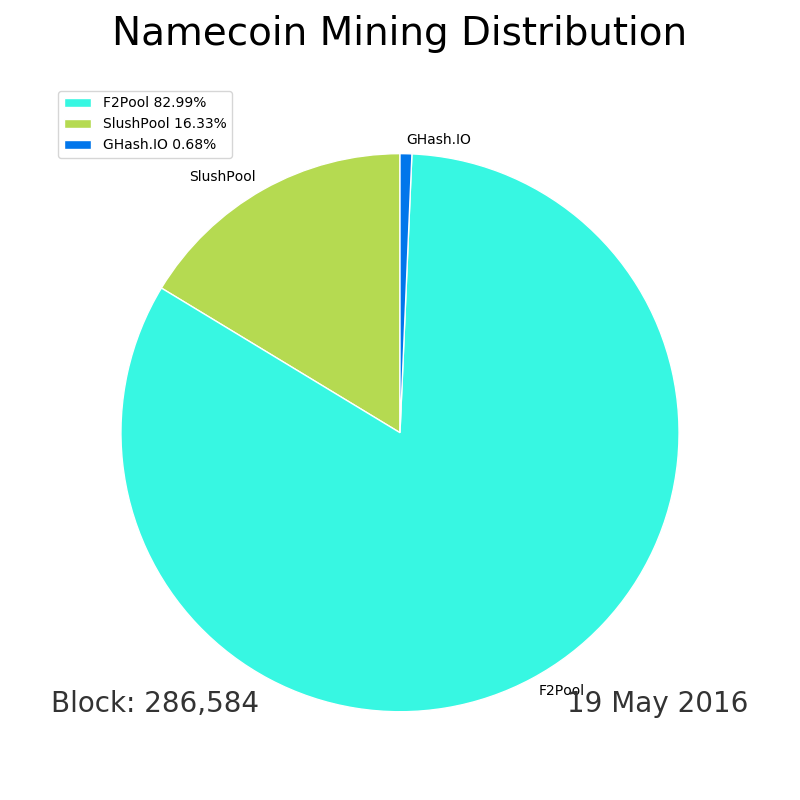 Namecoin Mining Distribution
F2Pool 82.99%
SlushPool 16.33%
GHash.IO 0.68%
GHash.IO
SlushPool
F2Pool
Block: 286,584
19 May 2016